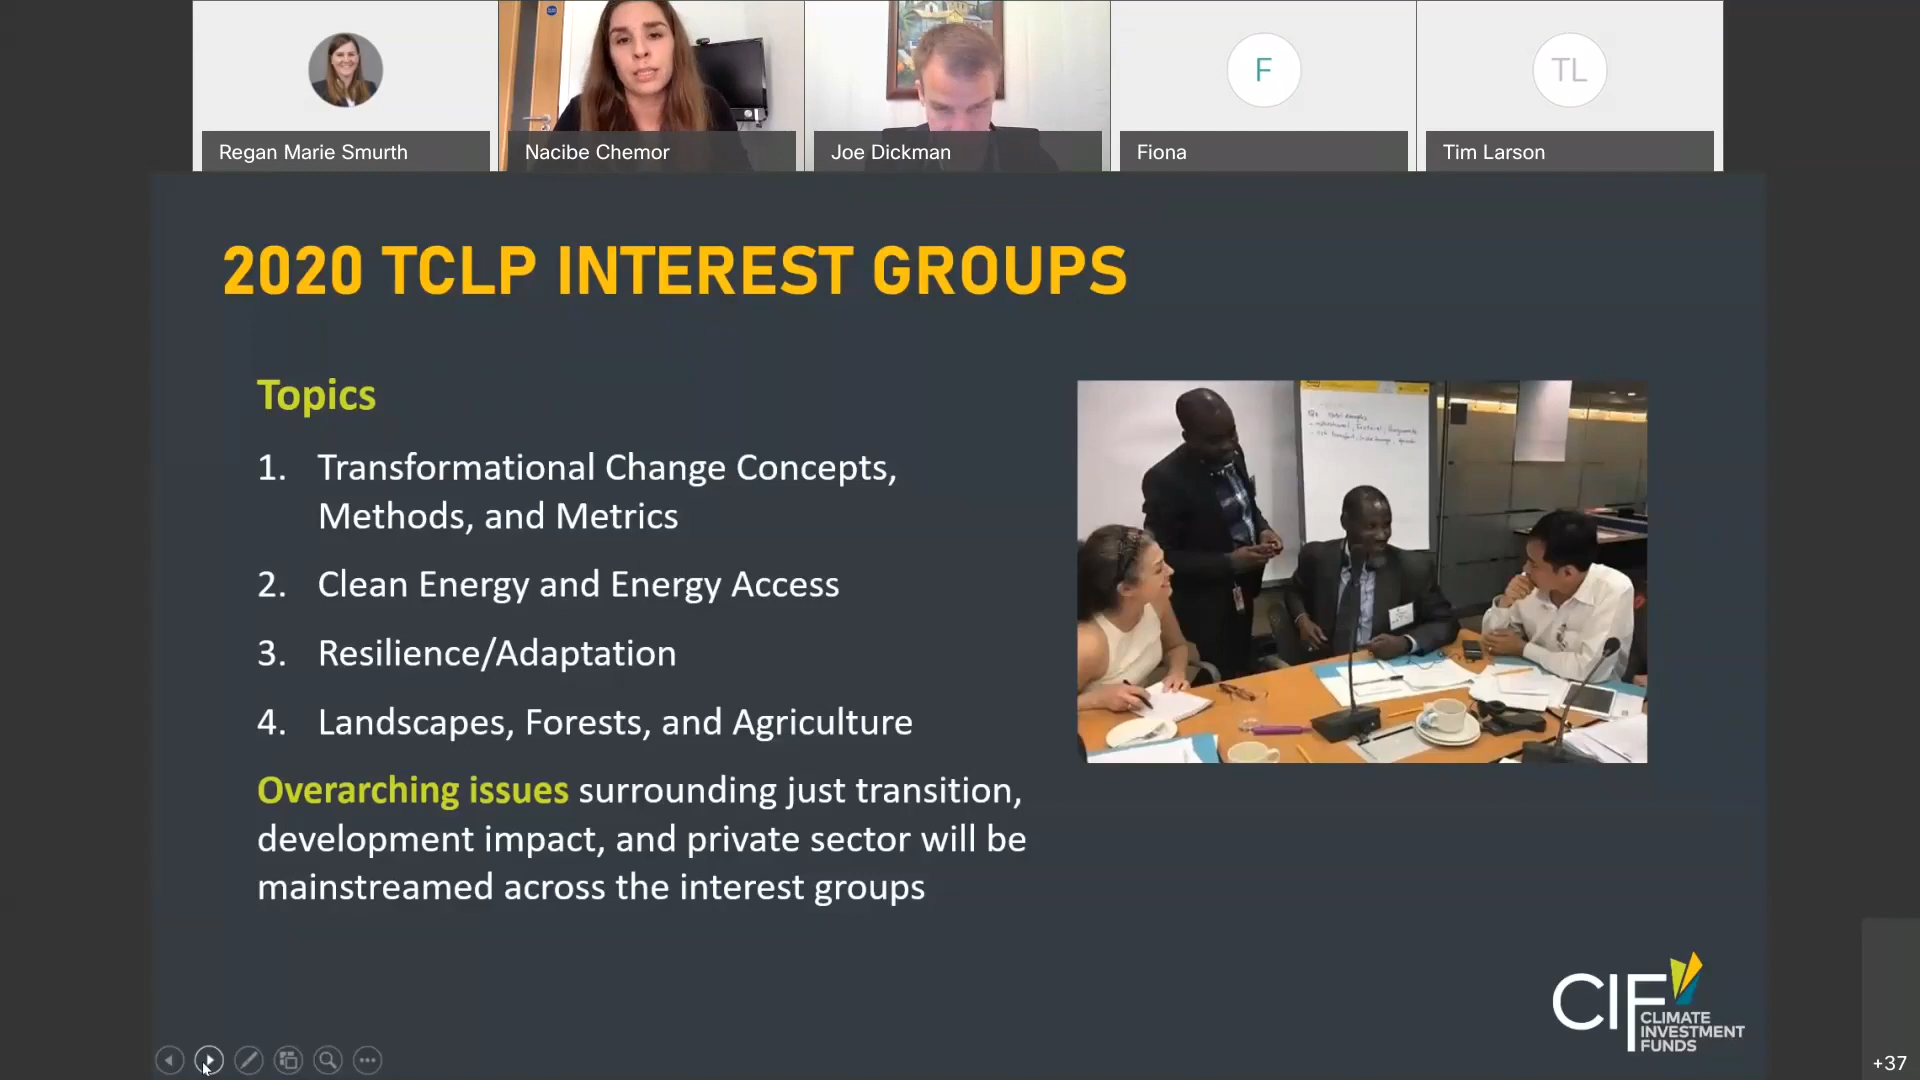 F
TL
Regan Marie Smurth
Nacibe Chemor
Joe Dickman
Fiona
Tim Larson
2020 TCLP INTEREST GROUPS
Topics
1. Transformational Change Concepts,
Methods, and Metrics
2. Clean Energy and Energy Access
3. Resilience/Adaptation
4. Landscapes, Forests, and Agriculture
Overarching issues surrounding just transition,
development impact, and private sector will be
mainstreamed across the interest groups
CIF
CLIMATE
INVESTMENT
FUNDS
+37